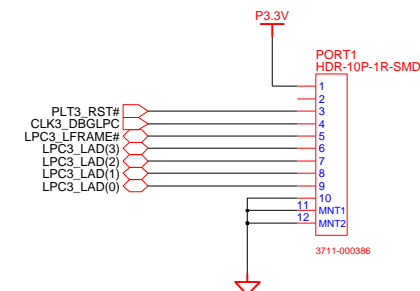 P3.3V
PORT1
HDR-10P-1R-SMD
1
2
PLT3_RST# 3
CLK3_DBGLPC 4
LPC3_LFRAME# 5
LPC3_LAD(3) 6
LPC3_LAD(2) 7
LPC3_LAD(1) 8
LPC3_LAD(0) 9
10
11 MNT1
12 MNT2
3711-000386